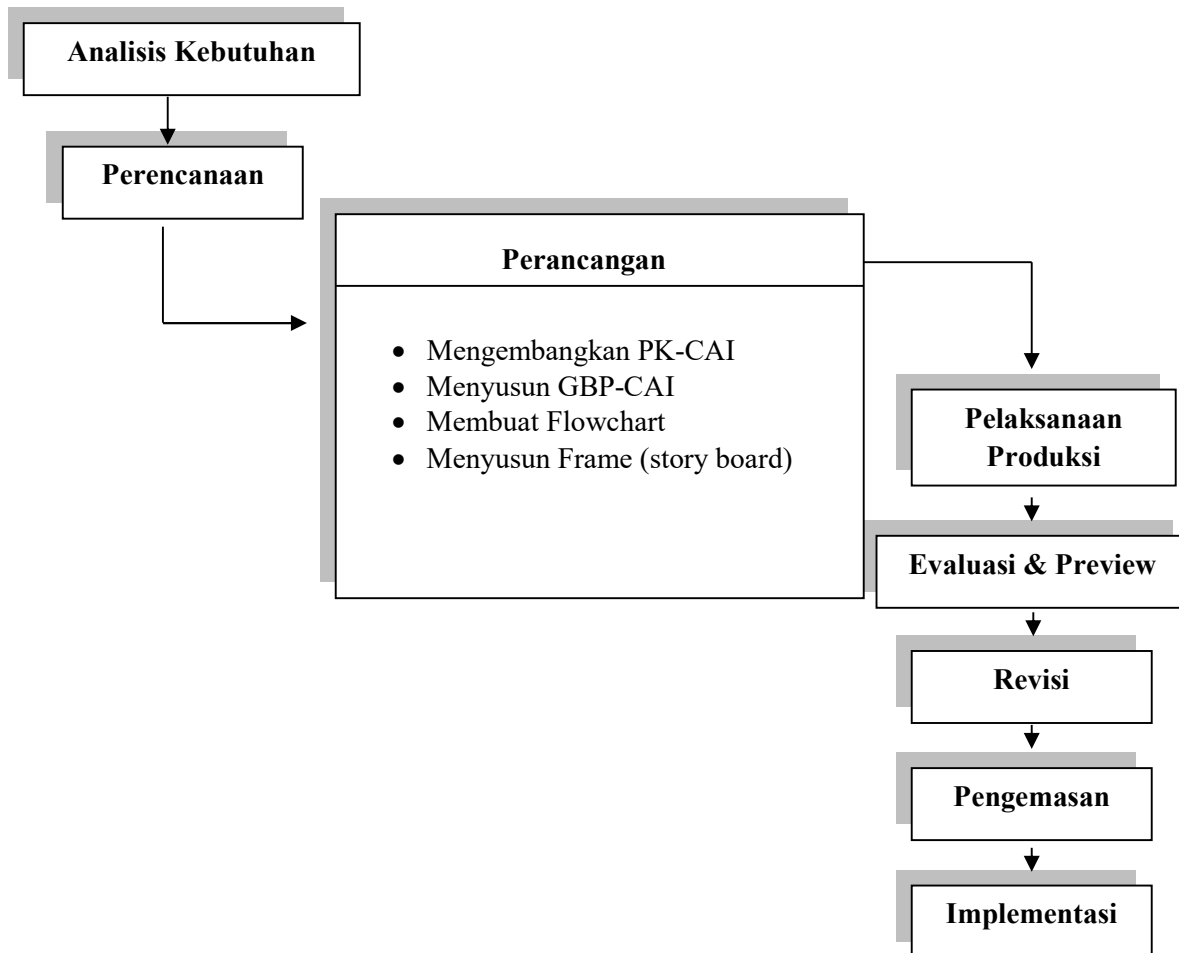 Analisis Kebutuhan
Perencanaan
Perancangan
• Mengembangkan PK-CAI
• Menyusun GBP-CAI
• Membuat Flowchart
• Menyusun Frame (story board)
Pelaksanaan
Produksi
Evaluasi & Preview
Revisi
Pengemasan
Implementasi